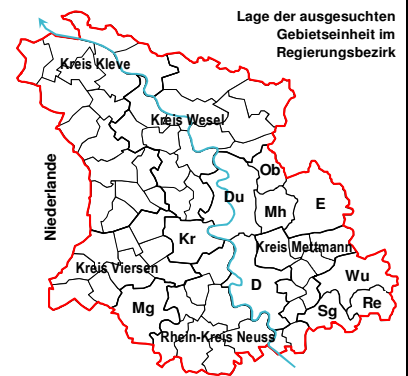 Lage der ausgesuchten
Gebietseinheit im
Regierungsbezirk
Kreis Kleve
Kreis Wesel
Niederlande
Ob
Du
Mh
E
Kr
Kreis Mettmann
Kreis Viersen
Wu
D
Mg
Sg
Re
Rhein-Kreis Neuss